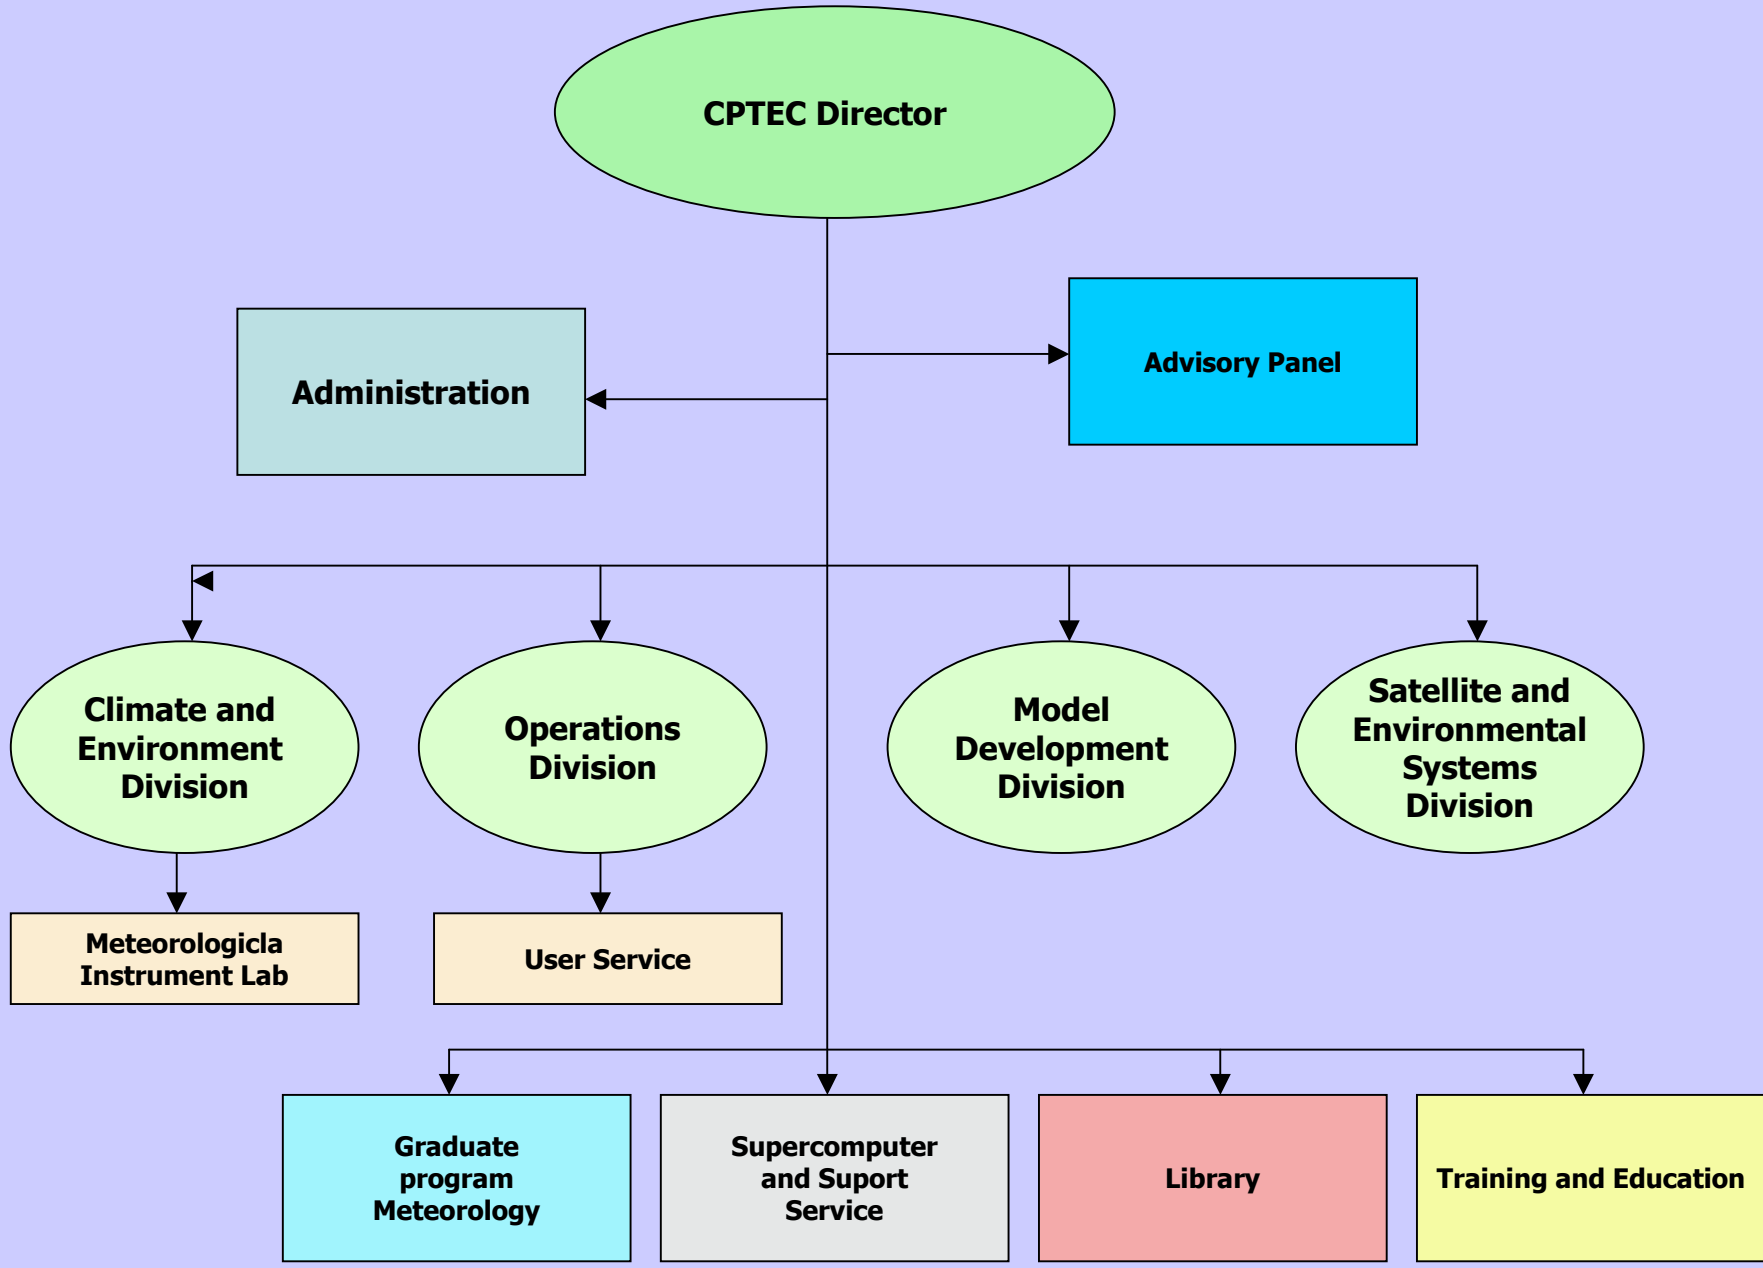 CPTEC Director
Advisory Panel
Administration
Climate and
Environment
Division
Operations
Division
Model
Development
Division
Satellite and
Environmental
Systems
Division
Meteorologicla
Instrument Lab
User Service
Graduate
program
Meteorology
Supercomputer
and Suport
Service
Library
Training and Education